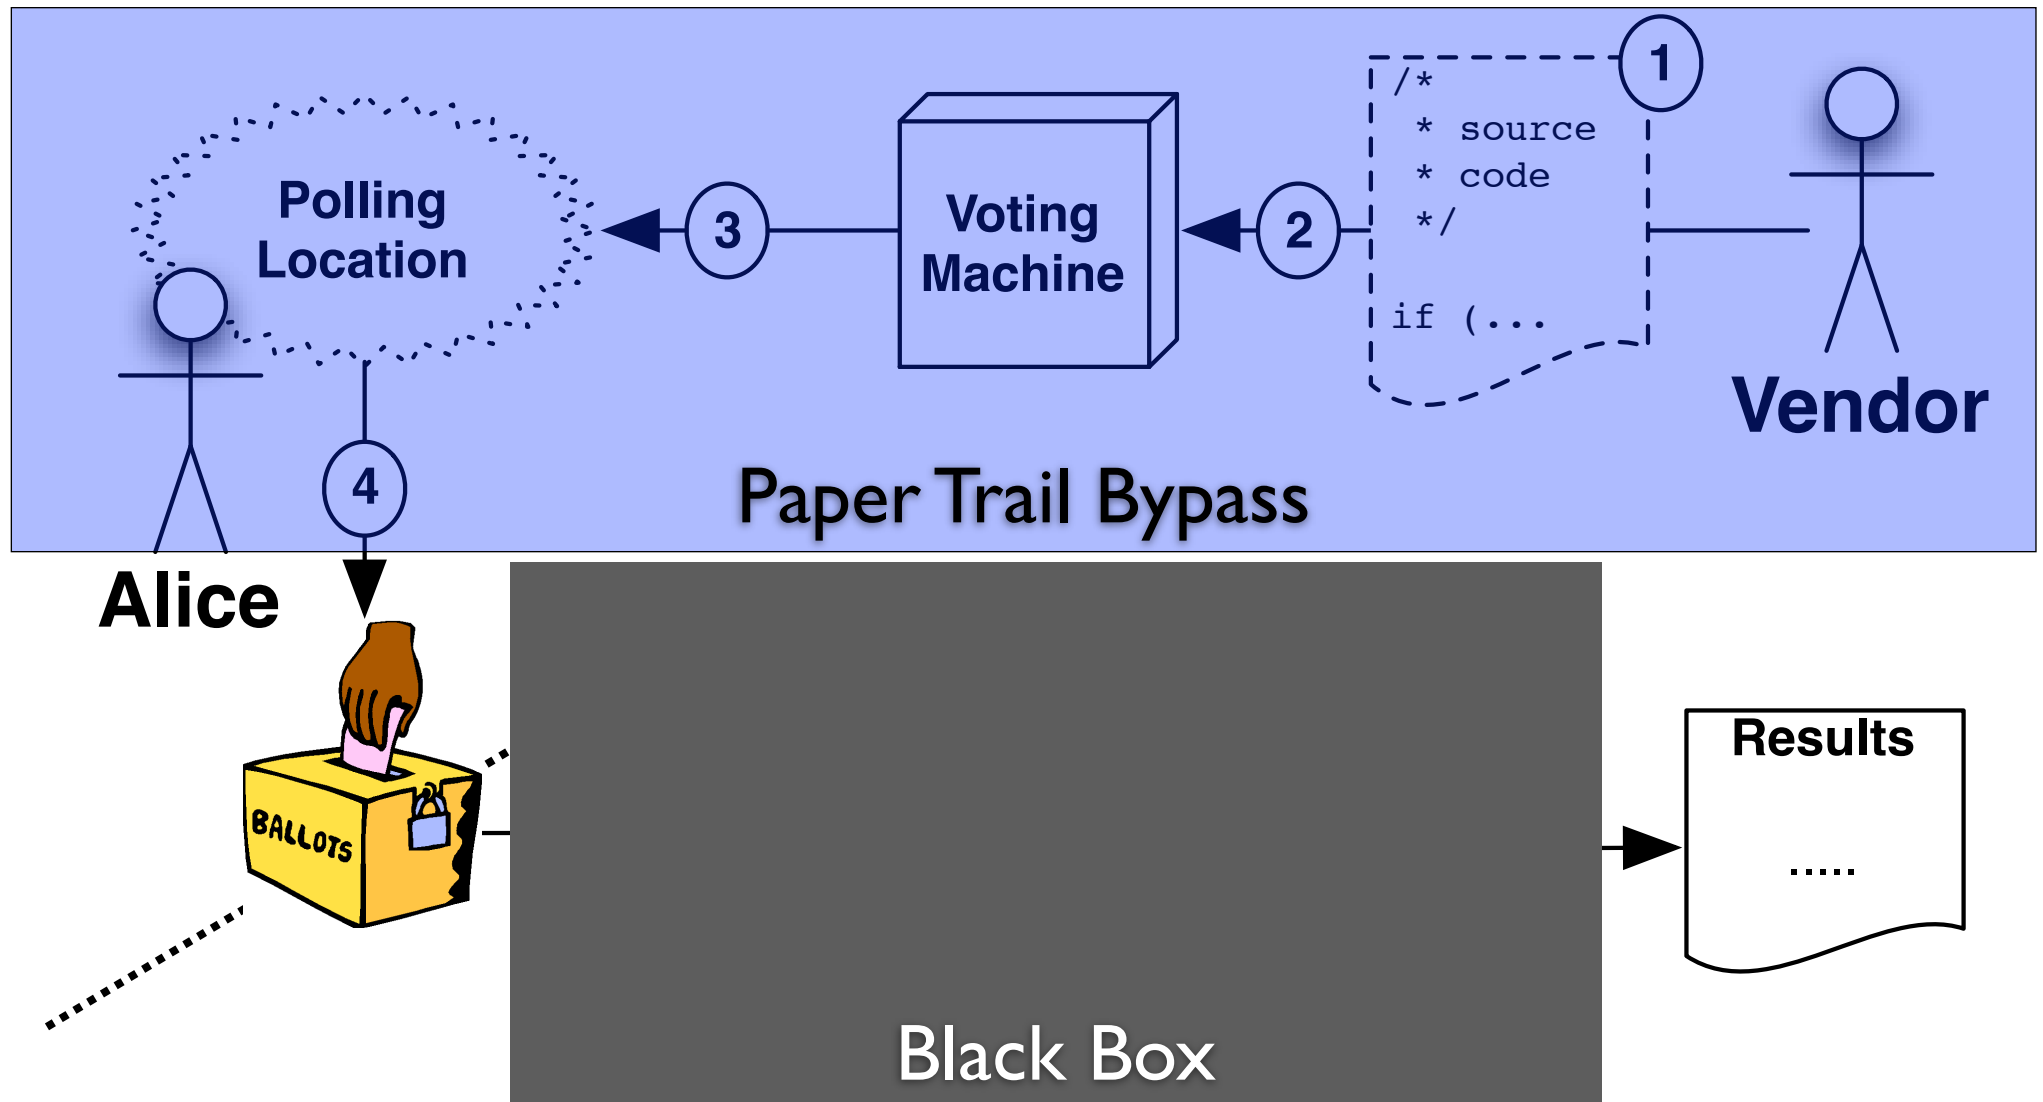 1
/*
* source
* code
*/
if (...
Polling
Location
3
Voting
Machine
2
Vendor
4
Paper Trail Bypass
Alice
BALLOTS
Results
.....
Black Box